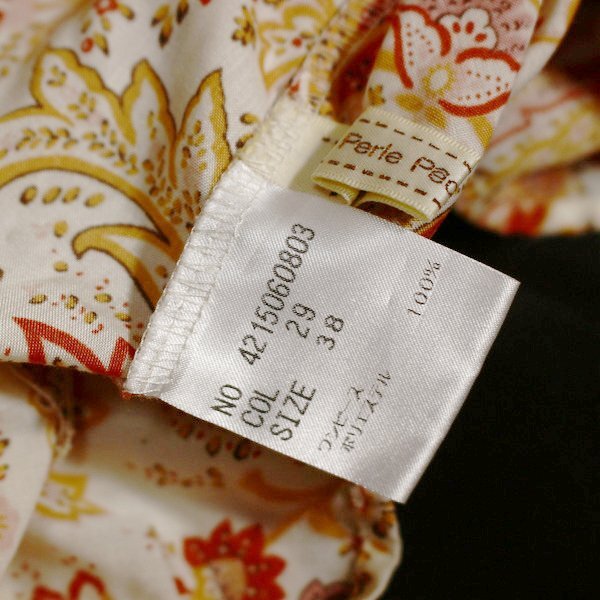 Perle Pe
NO 4215060803
COL 29
SIZE 38
ワンピース
ポリエステル 100%